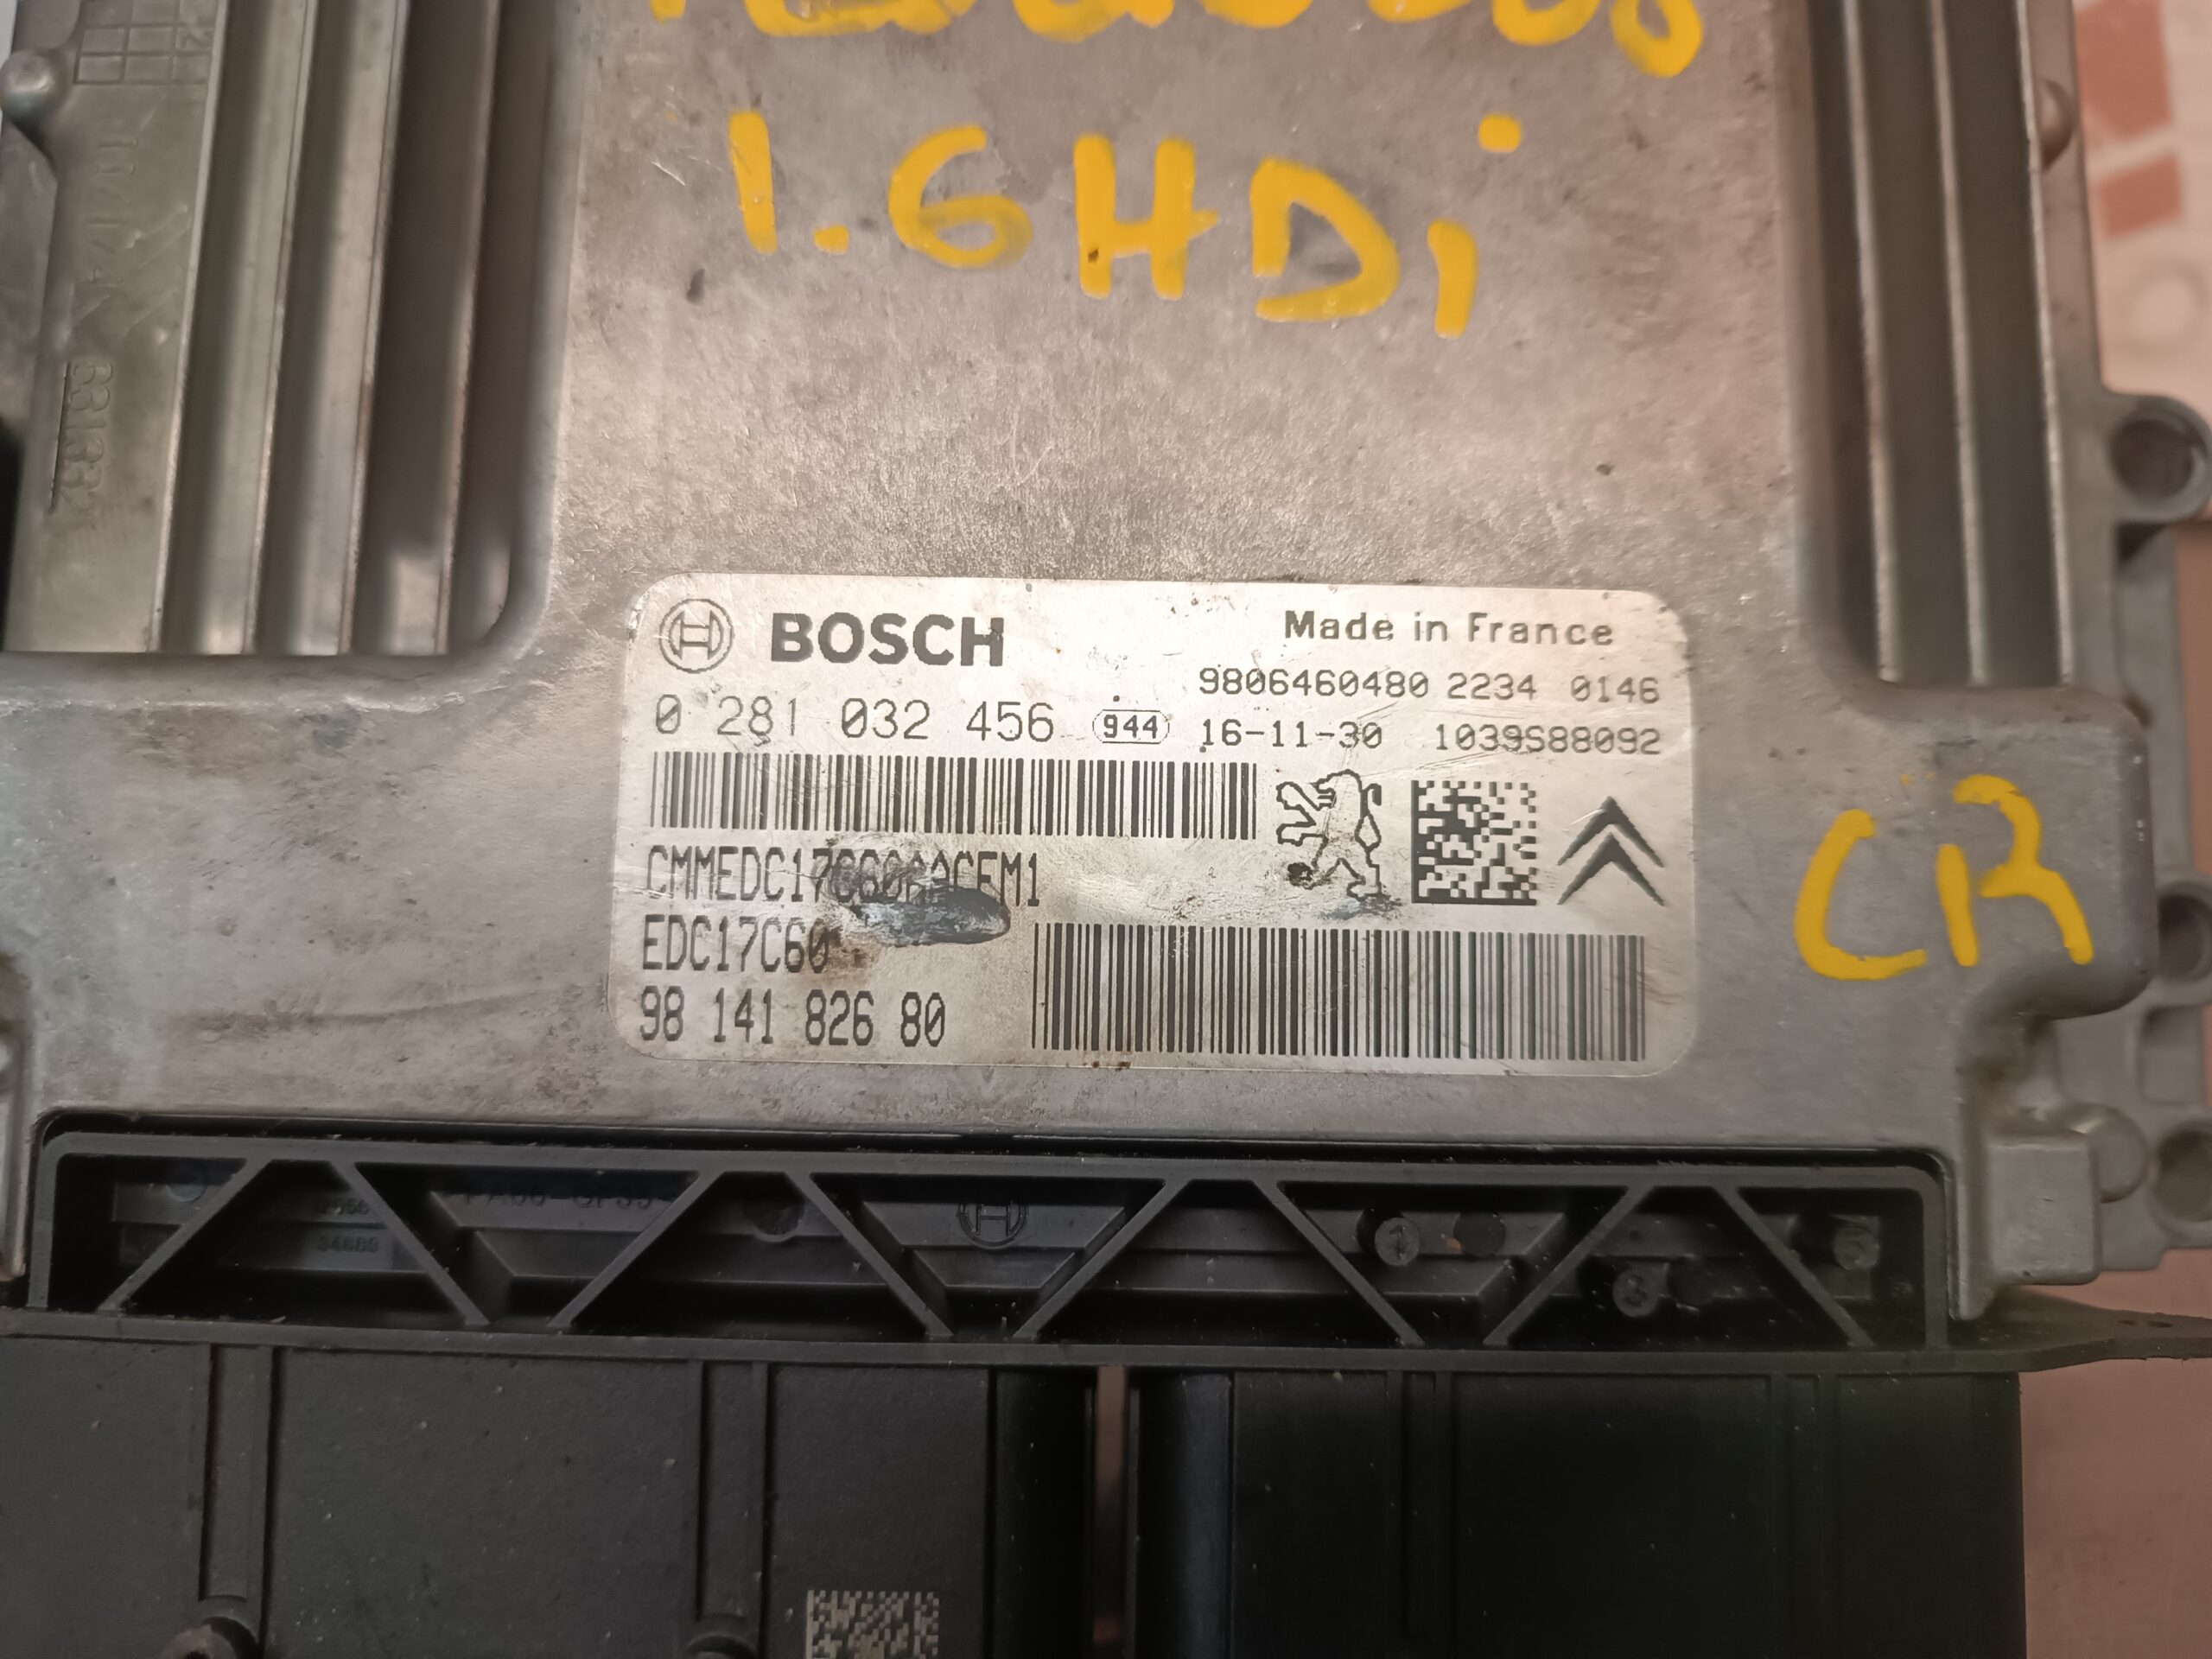 1.6HDi
BOSCH
Made in France
9806460480 2234 0146
0 281 032 456 944 16-11-30 1039S88092
EDC17C60
98 141 826 80
CR